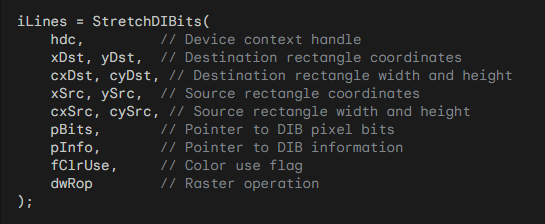 iLines = StretchDIBits(
    hdc,           // Device context handle
    xDst, yDst,    // Destination rectangle coordinates
    cxDst, cyDst, // Destination rectangle width and height
    xSrc, ySrc,    // Source rectangle coordinates
    cxSrc, cySrc, // Source rectangle width and height
    pBits,         // Pointer to DIB pixel bits
    pInfo,         // Pointer to DIB information
    fClrUse,       // Color use flag
    dwRop          // Raster operation
);